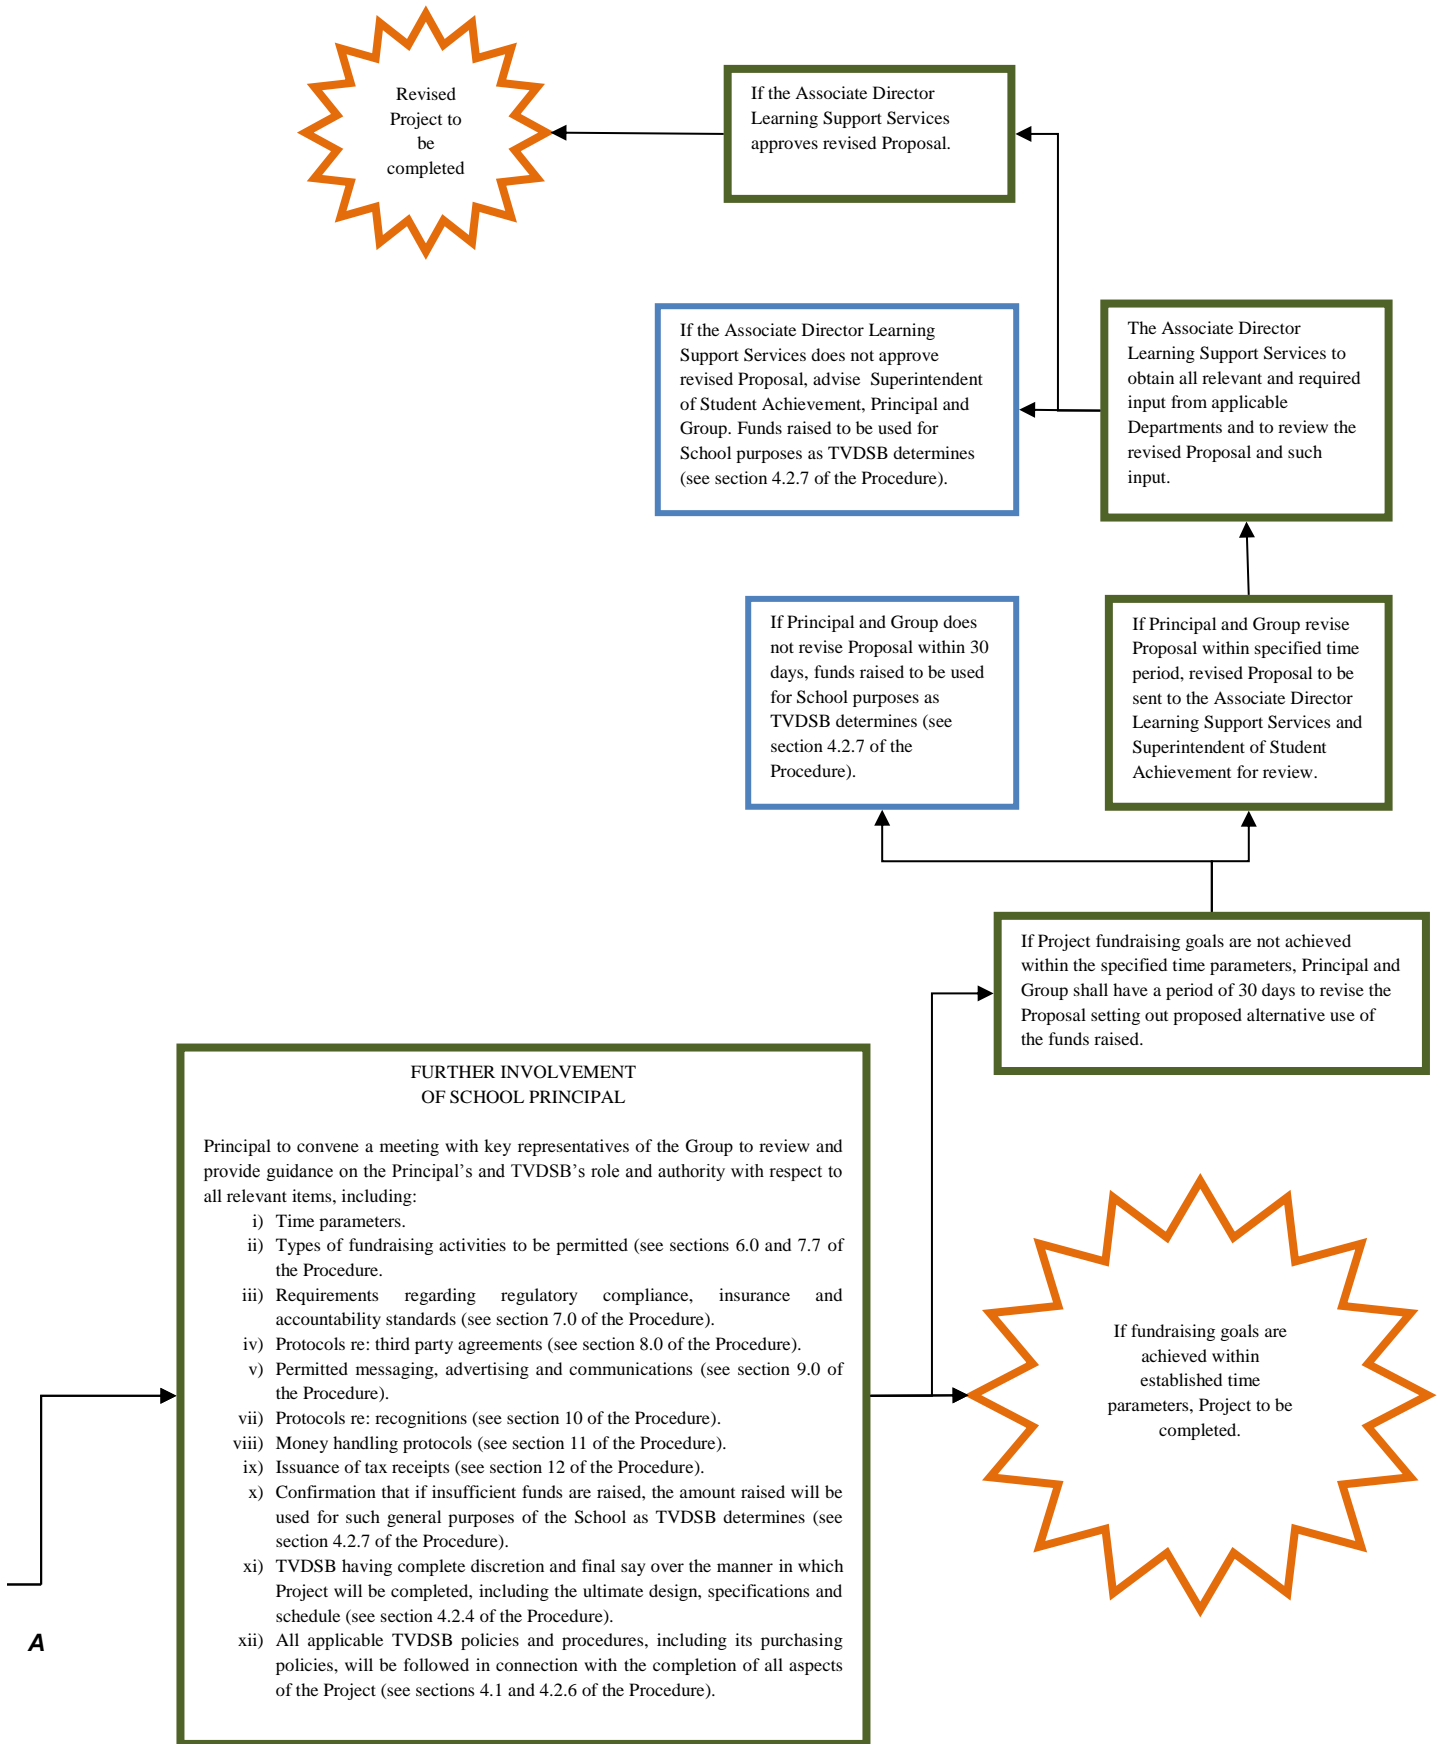 Revised
Project to
be
completed
If the Associate Director
Learning Support Services
approves revised Proposal.
If the Associate Director Learning
Support Services does not approve
revised Proposal, advise  Superintendent
of Student Achievement, Principal and
Group. Funds raised to be used for
School purposes as TVDSB determines
(see section 4.2.7 of the Procedure).
The Associate Director
Learning Support Services to
obtain all relevant and required
input from applicable
Departments and to review the
revised Proposal and such
input.
If Principal and Group does
not revise Proposal within 30
days, funds raised to be used
for School purposes as
TVDSB determines (see
section 4.2.7 of the
Procedure).
If Principal and Group revise
Proposal within specified time
period, revised Proposal to be
sent to the Associate Director
Learning Support Services and
Superintendent of Student
Achievement for review.
If Project fundraising goals are not achieved
within the specified time parameters, Principal and
Group shall have a period of 30 days to revise the
Proposal setting out proposed alternative use of
the funds raised.
FURTHER INVOLVEMENT
OF SCHOOL PRINCIPAL
Principal to convene a meeting with key representatives of the Group to review and
provide guidance on the Principal’s and TVDSB’s role and authority with respect to
all relevant items, including:
i) Time parameters.
ii) Types of fundraising activities to be permitted (see sections 6.0 and 7.7 of
the Procedure.
iii) Requirements regarding regulatory compliance, insurance and
accountability standards (see section 7.0 of the Procedure).
iv) Protocols re: third party agreements (see section 8.0 of the Procedure).
v) Permitted messaging, advertising and communications (see section 9.0 of
the Procedure).
vii) Protocols re: recognitions (see section 10 of the Procedure).
viii) Money handling protocols (see section 11 of the Procedure).
ix) Issuance of tax receipts (see section 12 of the Procedure).
x) Confirmation that if insufficient funds are raised, the amount raised will be
used for such general purposes of the School as TVDSB determines (see
section 4.2.7 of the Procedure).
xi) TVDSB having complete discretion and final say over the manner in which
Project will be completed, including the ultimate design, specifications and
schedule (see section 4.2.4 of the Procedure).
xii) All applicable TVDSB policies and procedures, including its purchasing
policies, will be followed in connection with the completion of all aspects
of the Project (see sections 4.1 and 4.2.6 of the Procedure).
If fundraising goals are
achieved within
established time
parameters, Project to be
completed.
A